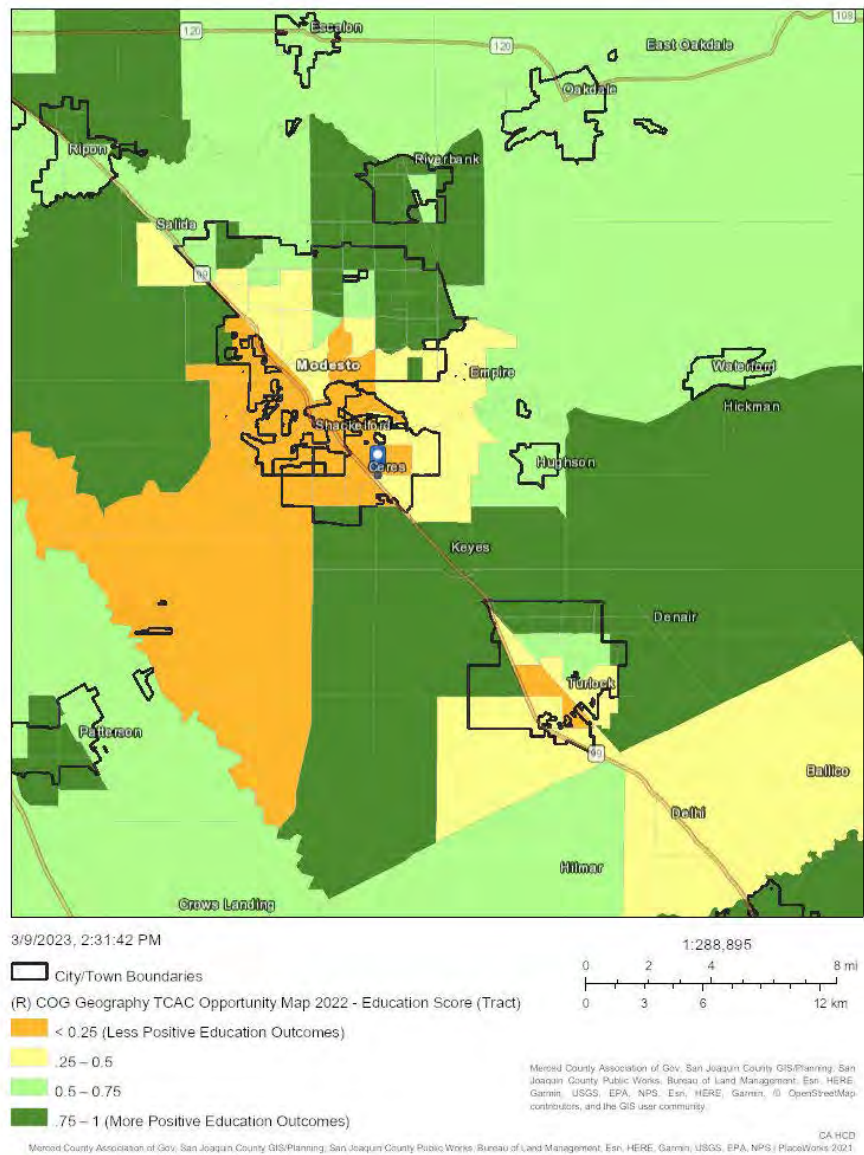 Escalon
120
120
108
East Oakdale
Oakdale
Ripon
Riverbank
Salida
99
Modesto
Empire
Waterford
Hickman
Shackelford
Ceres
Hughson
Keyes
Denair
Turlock
Patterson
99
Ballico
Delhi
Hilmar
Crows Landing
3/9/2023, 2:31:42 PM
1:288,895
0 2 4 8 mi
0 3 6 12 km
City/Town Boundaries
(R) COG Geography TCAC Opportunity Map 2022 - Education Score (Tract)
< 0.25 (Less Positive Education Outcomes)
.25 – 0.5
0.5 – 0.75
.75 – 1 (More Positive Education Outcomes)
Merced County Association of Gov, San Joaquin County GIS/Planning, San
Joaquin County Public Works, Bureau of Land Management, Esri, HERE,
Garmin, USGS, EPA, NPS, Esri, HERE, Garmin, © OpenStreetMap
contributors, and the GIS user community
CA HCD
Merced County Association of Gov, San Joaquin County GIS/Planning, San Joaquin County Public Works, Bureau of Land Management, Esri, HERE, Garmin, USGS, EPA, NPS | PlaceWorks 2021,